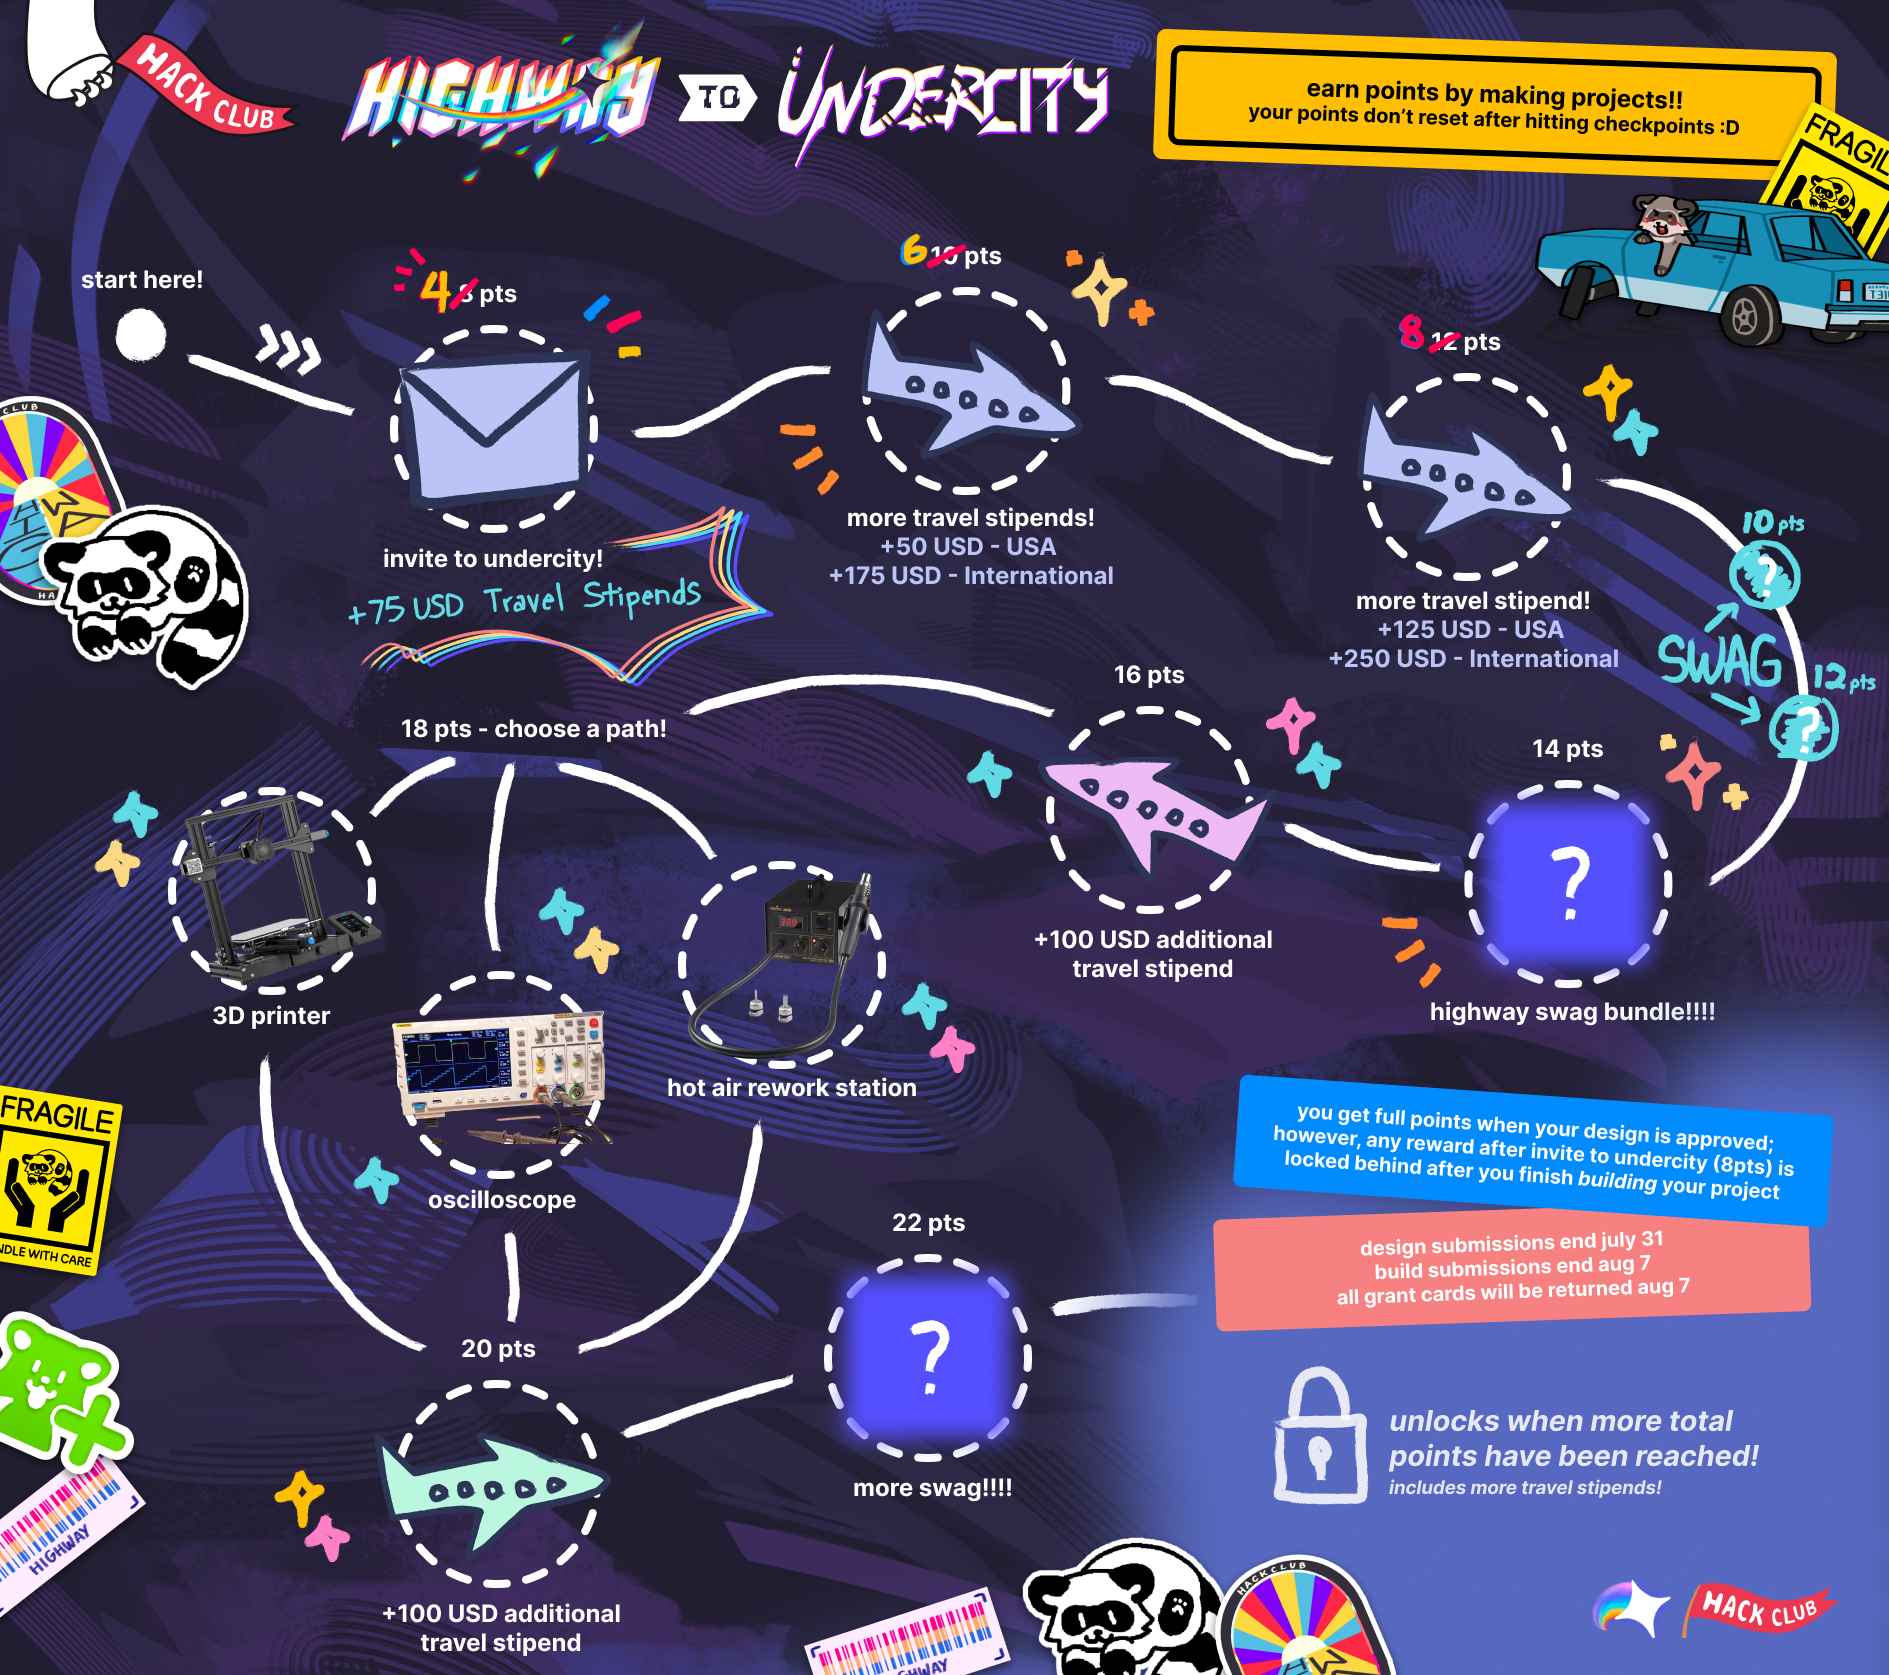 HACK CLUB
HIGHWAY TO UNDERCITY
earn points by making projects!!
your points don't reset after hitting checkpoints :D
FRAGILE
start here!
4 8 pts
invite to undercity!
+75 USD Travel Stipends
6 10 pts
more travel stipends!
+50 USD - USA
+175 USD - International
8 12 pts
more travel stipend!
+125 USD - USA
+250 USD - International
10 pts
?
SWAG
12 pts
?
14 pts
?
highway swag bundle!!!!
16 pts
+100 USD additional
travel stipend
18 pts - choose a path!
3D printer
oscilloscope
hot air rework station
20 pts
+100 USD additional
travel stipend
22 pts
?
more swag!!!!
you get full points when your design is approved;
however, any reward after invite to undercity (8pts) is
locked behind after you finish building your project
design submissions end july 31
build submissions end aug 7
all grant cards will be returned aug 7
unlocks when more total
points have been reached!
includes more travel stipends!
FRAGILE
NDLE WITH CARE
HIGHWAY
GHWAY
HACK CLUB
HACK CLUB